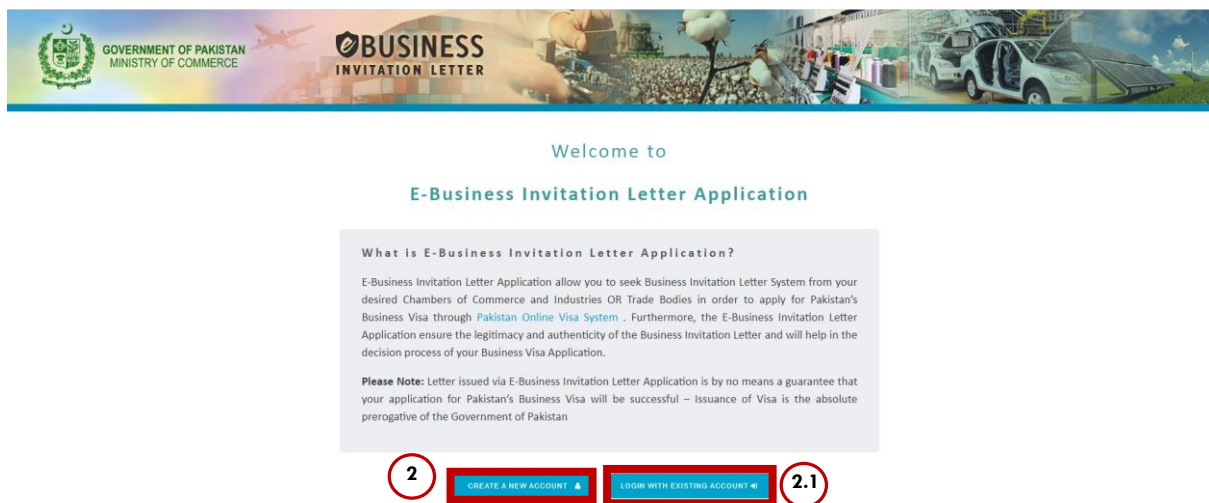 GOVERNMENT OF PAKISTAN
MINISTRY OF COMMERCE
eBUSINESS
INVITATION LETTER
Welcome to
E-Business Invitation Letter Application
What is E-Business Invitation Letter Application?
E-Business Invitation Letter Application allow you to seek Business Invitation Letter System from your
desired Chambers of Commerce and Industries OR Trade Bodies in order to apply for Pakistan's
Business Visa through Pakistan Online Visa System . Furthermore, the E-Business Invitation Letter
Application ensure the legitimacy and authenticity of the Business Invitation Letter and will help in the
decision process of your Business Visa Application.
Please Note: Letter issued via E-Business Invitation Letter Application is by no means a guarantee that
your application for Pakistan's Business Visa will be successful – Issuance of Visa is the absolute
prerogative of the Government of Pakistan
2
CREATE A NEW ACCOUNT
LOGIN WITH EXISTING ACCOUNT
2.1